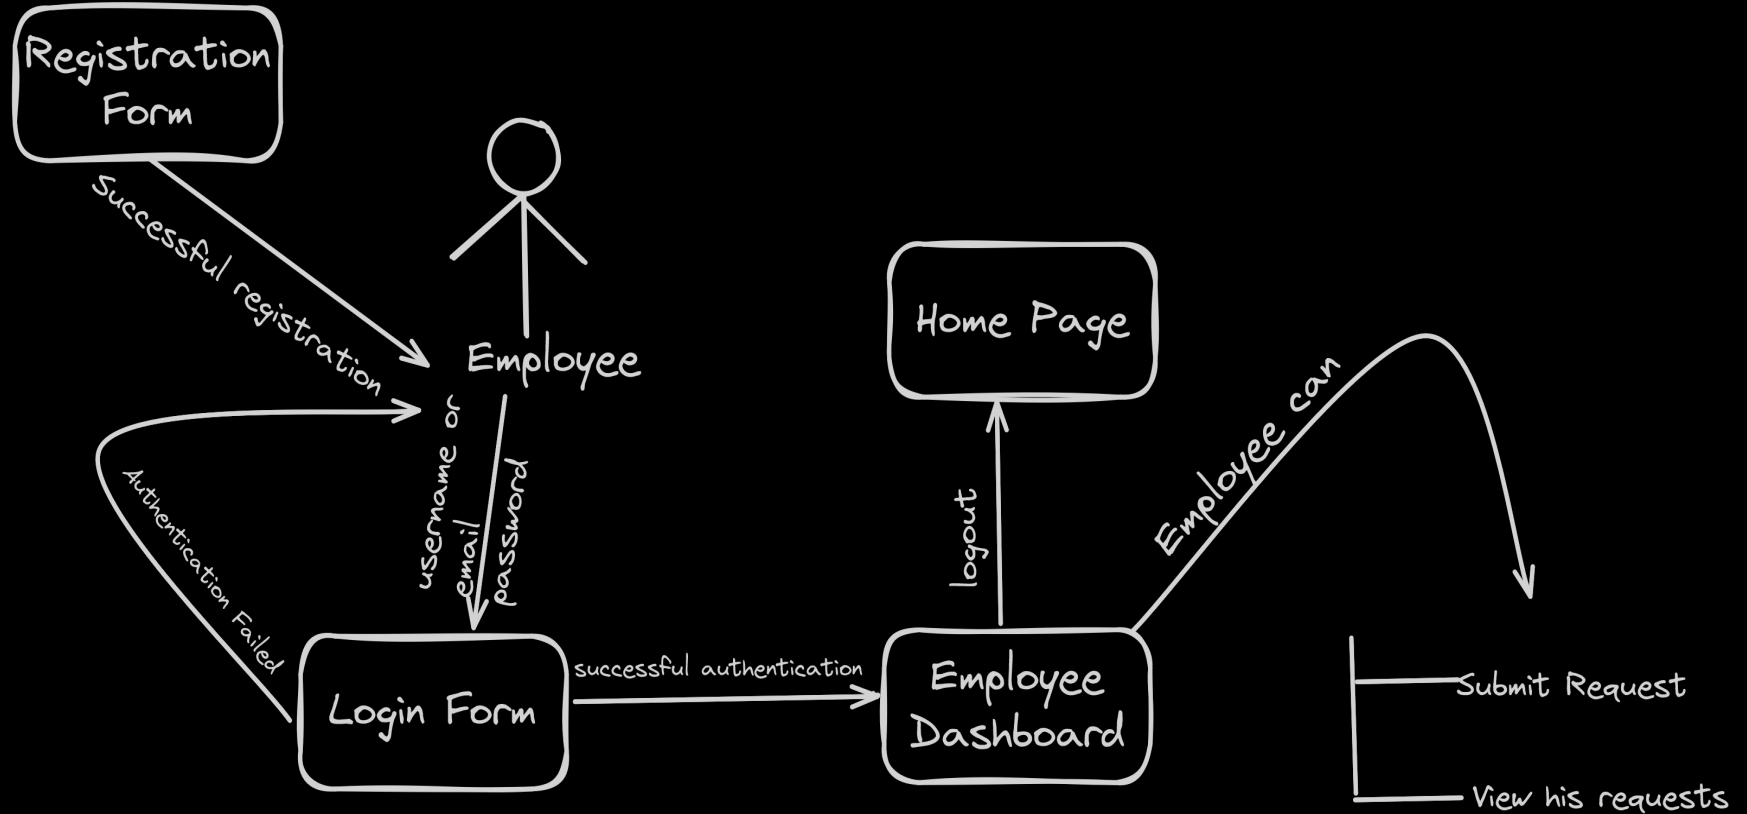 Registration
Form
Successful registration
Employee
username or
email
password
Authentication Failed
Login Form
successful authentication
Home Page
logout
Employee
Dashboard
Employee can
Submit Request
View his requests